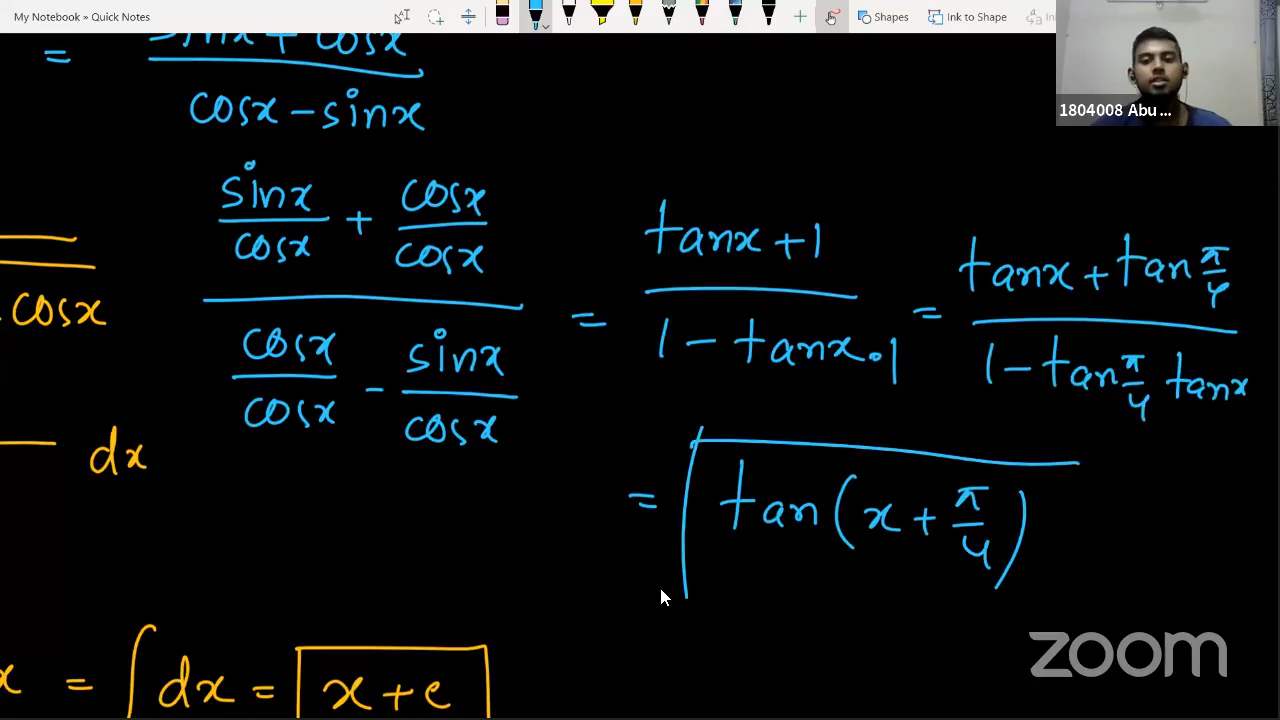 My Notebook » Quick Notes
Shapes
Ink to Shape
1804008 Abu ...
= sinx + cosx / cosx − sinx
sinx/cosx + cosx/cosx / cosx/cosx − sinx/cosx = tanx + 1 / 1 − tanx·1 = tanx + tan π/4 / 1 − tan π/4 tanx
cosx
dx
= tan(x + π/4)
x = ∫ dx = x + c
zoom